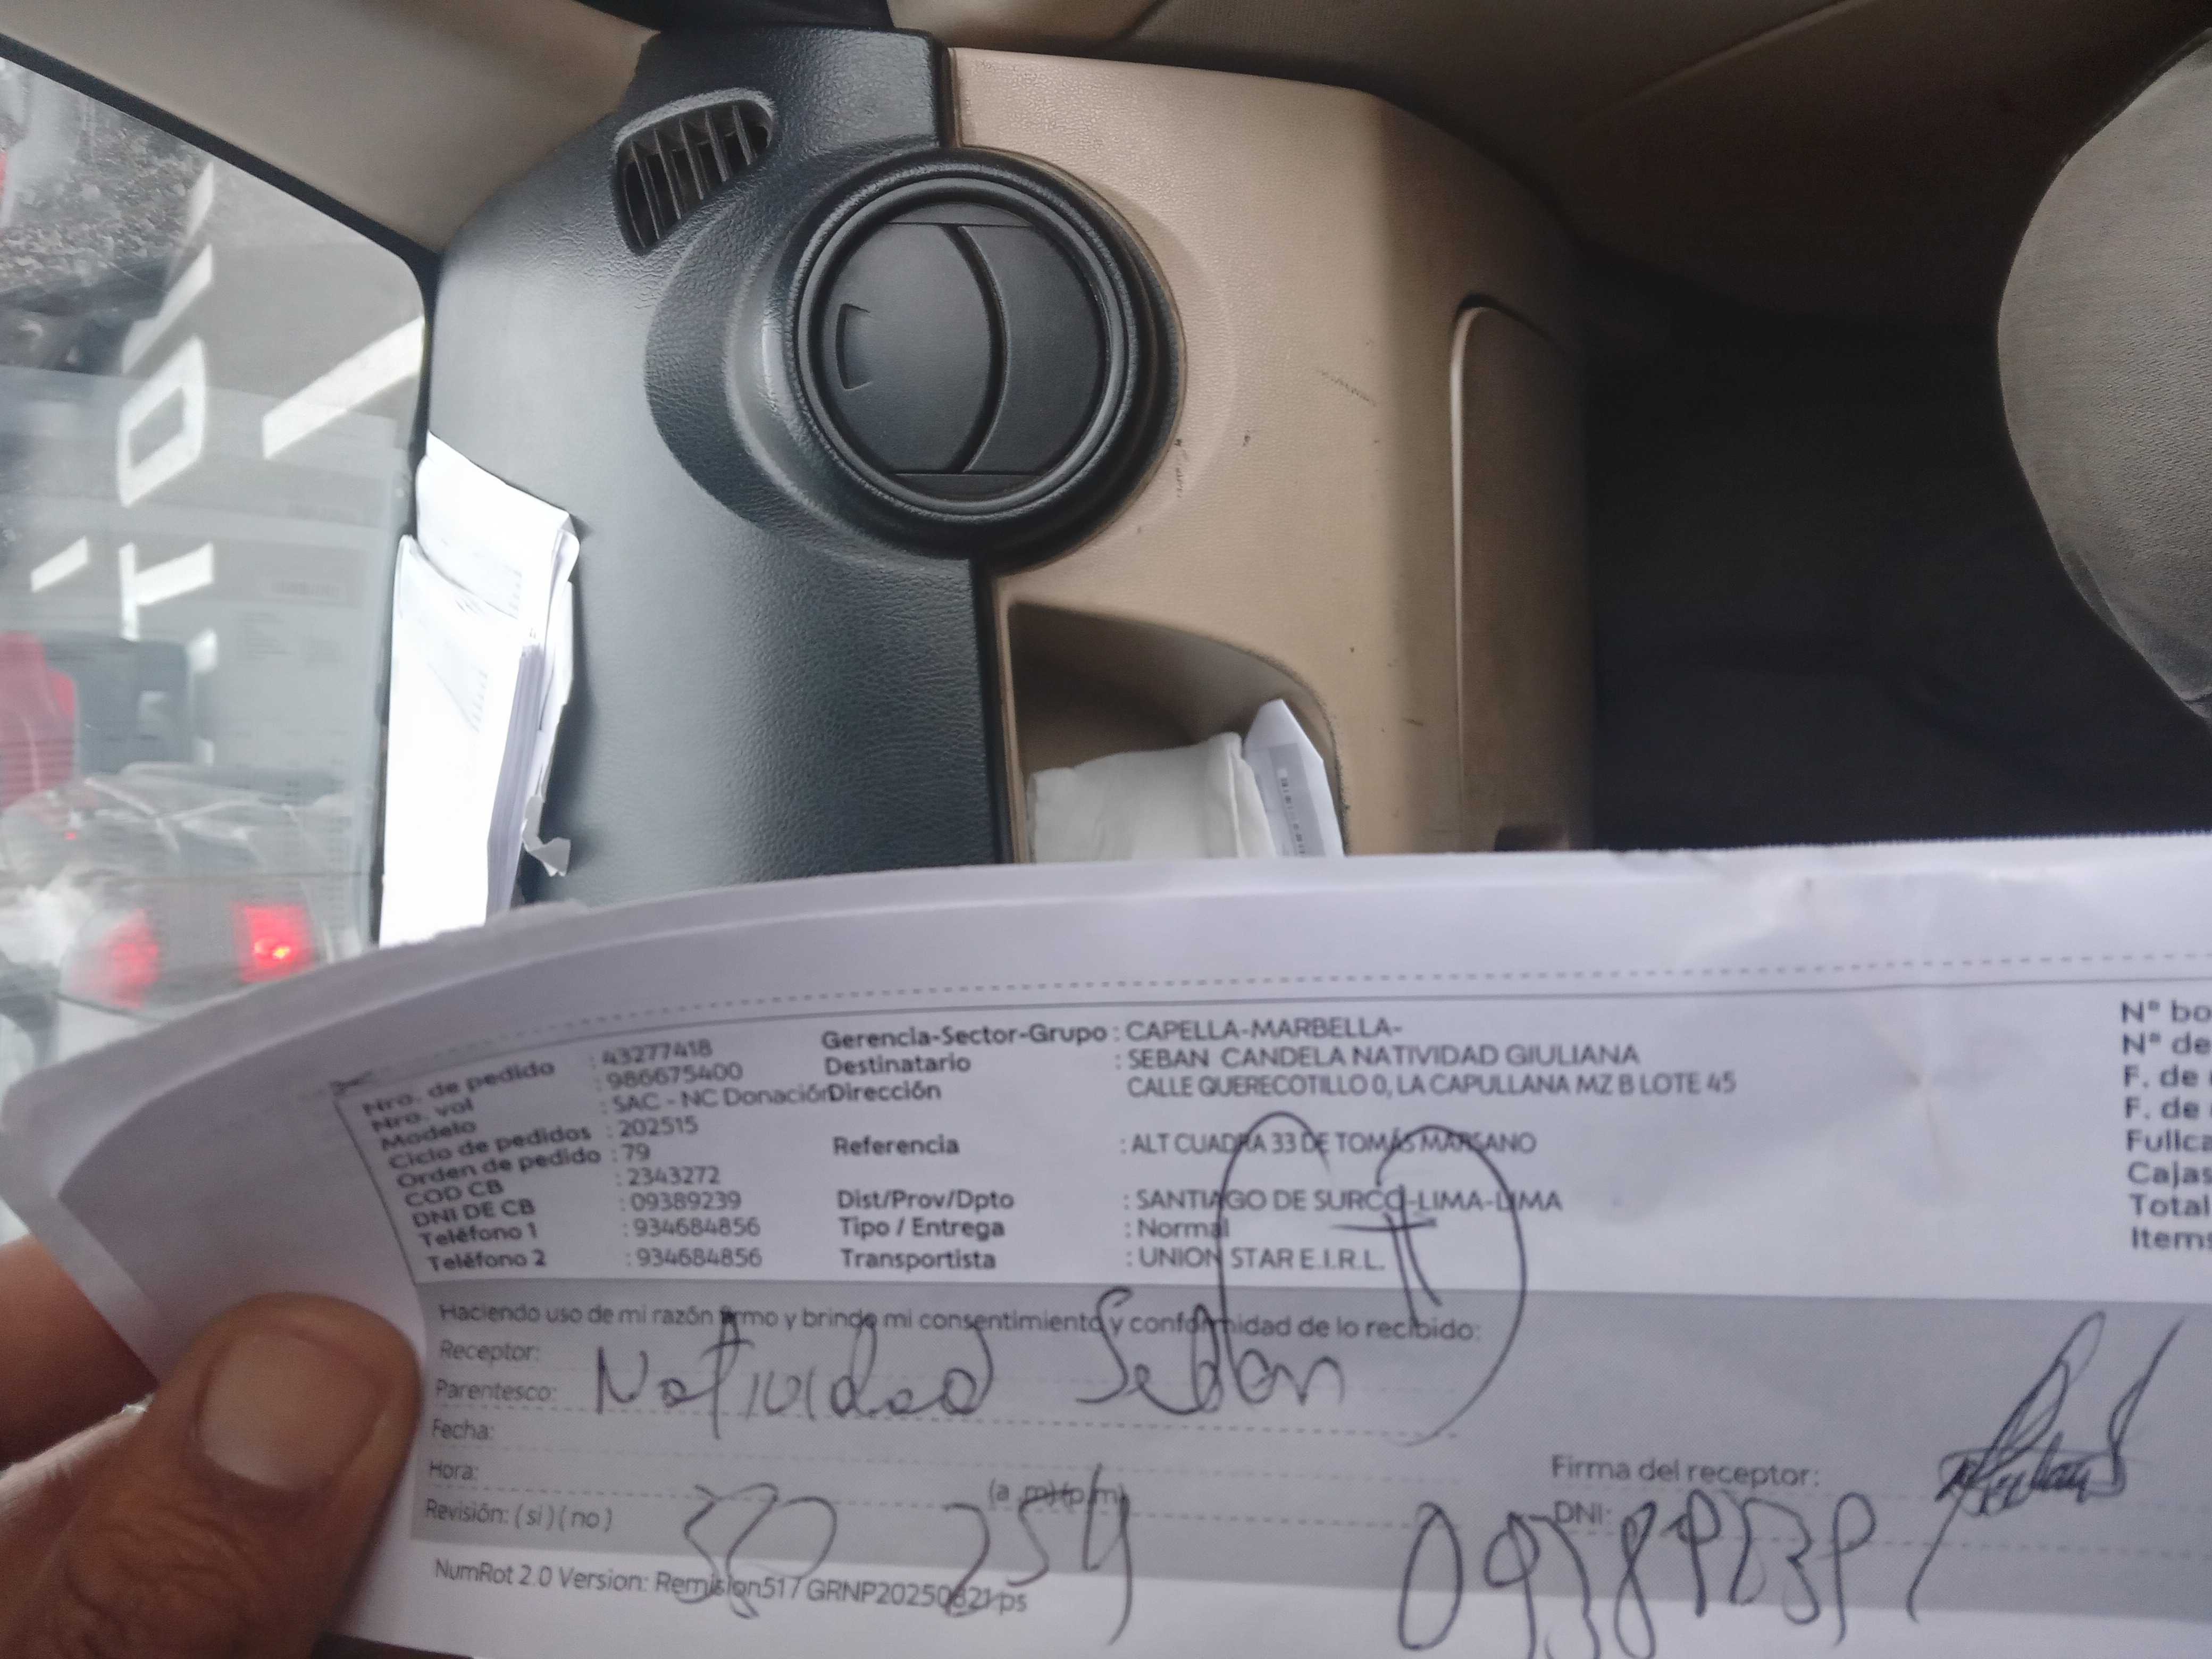 Nro. de pedido : 43277418
Nro. vol : 986675400
Modelo : SAC - NC Donación
Ciclo de pedidos : 202515
Orden de pedido : 79
COD CB : 2343272
DNI DE CB : 09389239
Teléfono 1 : 934684856
Teléfono 2 : 934684856
Gerencia-Sector-Grupo : CAPELLA-MARBELLA-
Destinatario : SEBAN CANDELA NATIVIDAD GIULIANA
Dirección CALLE QUERECOTILLO 0, LA CAPULLANA MZ B LOTE 45
Referencia : ALT CUADRA 33 DE TOMÁS MARSANO
Dist/Prov/Dpto : SANTIAGO DE SURCO-LIMA-LIMA
Tipo / Entrega : Normal
Transportista : UNION STAR E.I.R.L.
N° bo
N° de
F. de
F. de
Fullca
Cajas
Total
Items
Haciendo uso de mi razón firmo y brindo mi consentimiento y conformidad de lo recibido:
Receptor:
Parentesco: Natividad Seban
Fecha:
Hora: (a.m)(p.m)
Revisión: ( si ) ( no )
Firma del receptor:
DNI: 09389239
NumRot 2.0 Version: Remision517 GRNP20250821ps